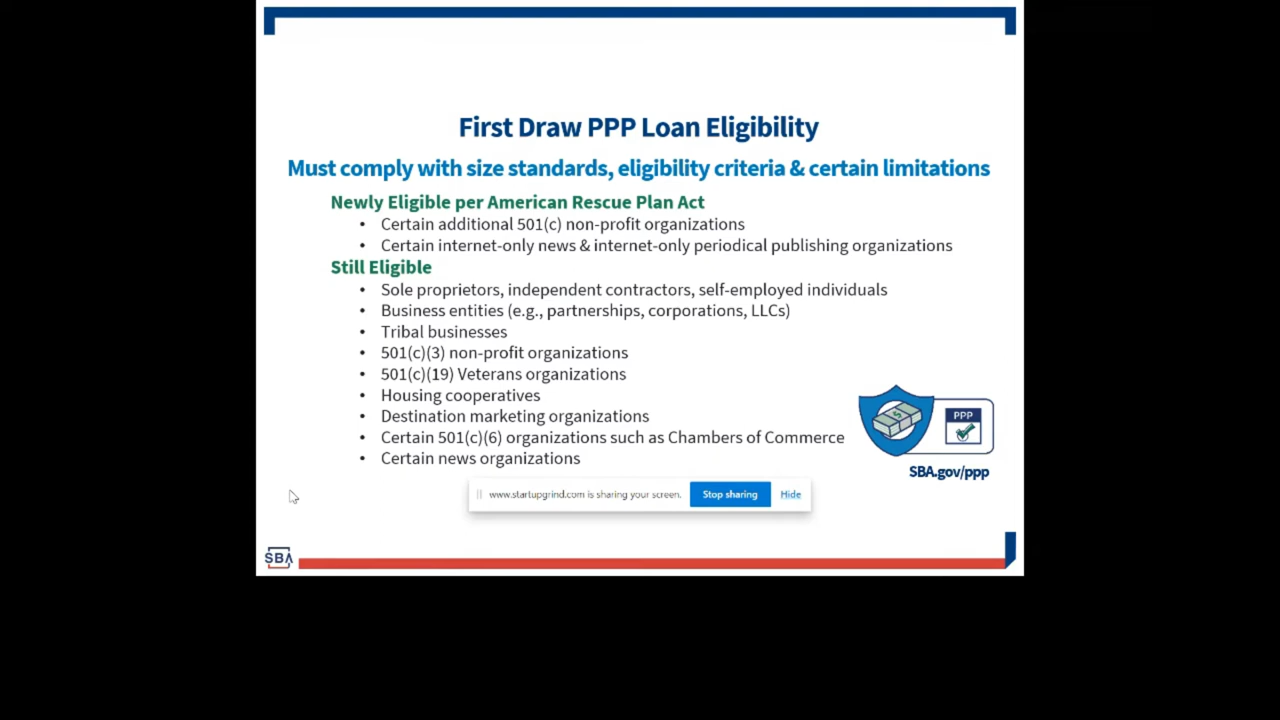 First Draw PPP Loan Eligibility
Must comply with size standards, eligibility criteria & certain limitations
Newly Eligible per American Rescue Plan Act
• Certain additional 501(c) non-profit organizations
• Certain internet-only news & internet-only periodical publishing organizations
Still Eligible
• Sole proprietors, independent contractors, self-employed individuals
• Business entities (e.g., partnerships, corporations, LLCs)
• Tribal businesses
• 501(c)(3) non-profit organizations
• 501(c)(19) Veterans organizations
• Housing cooperatives
• Destination marketing organizations
• Certain 501(c)(6) organizations such as Chambers of Commerce
• Certain news organizations
PPP
SBA.gov/ppp
www.startupgrind.com is sharing your screen. Stop sharing Hide
SBA